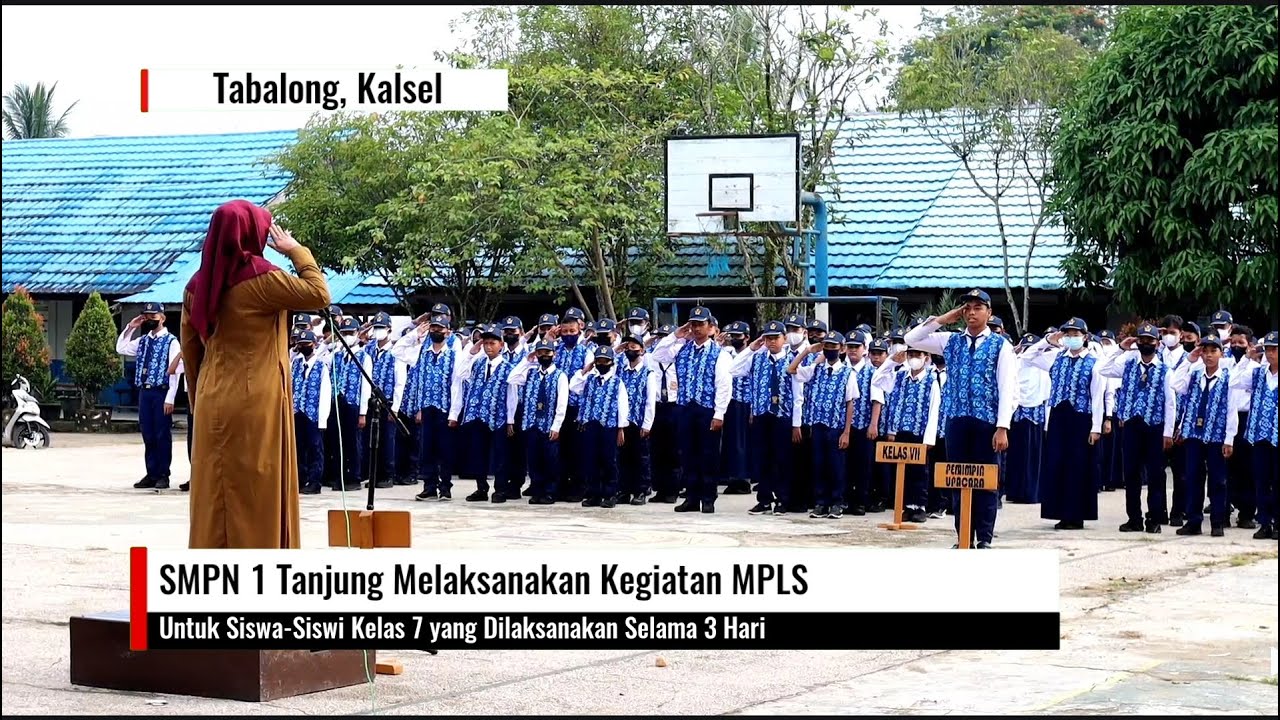 Tabalong, Kalsel
KELAS VII
PEMIMPIN
UPACARA
SMPN 1 Tanjung Melaksanakan Kegiatan MPLS
Untuk Siswa-Siswi Kelas 7 yang Dilaksanakan Selama 3 Hari